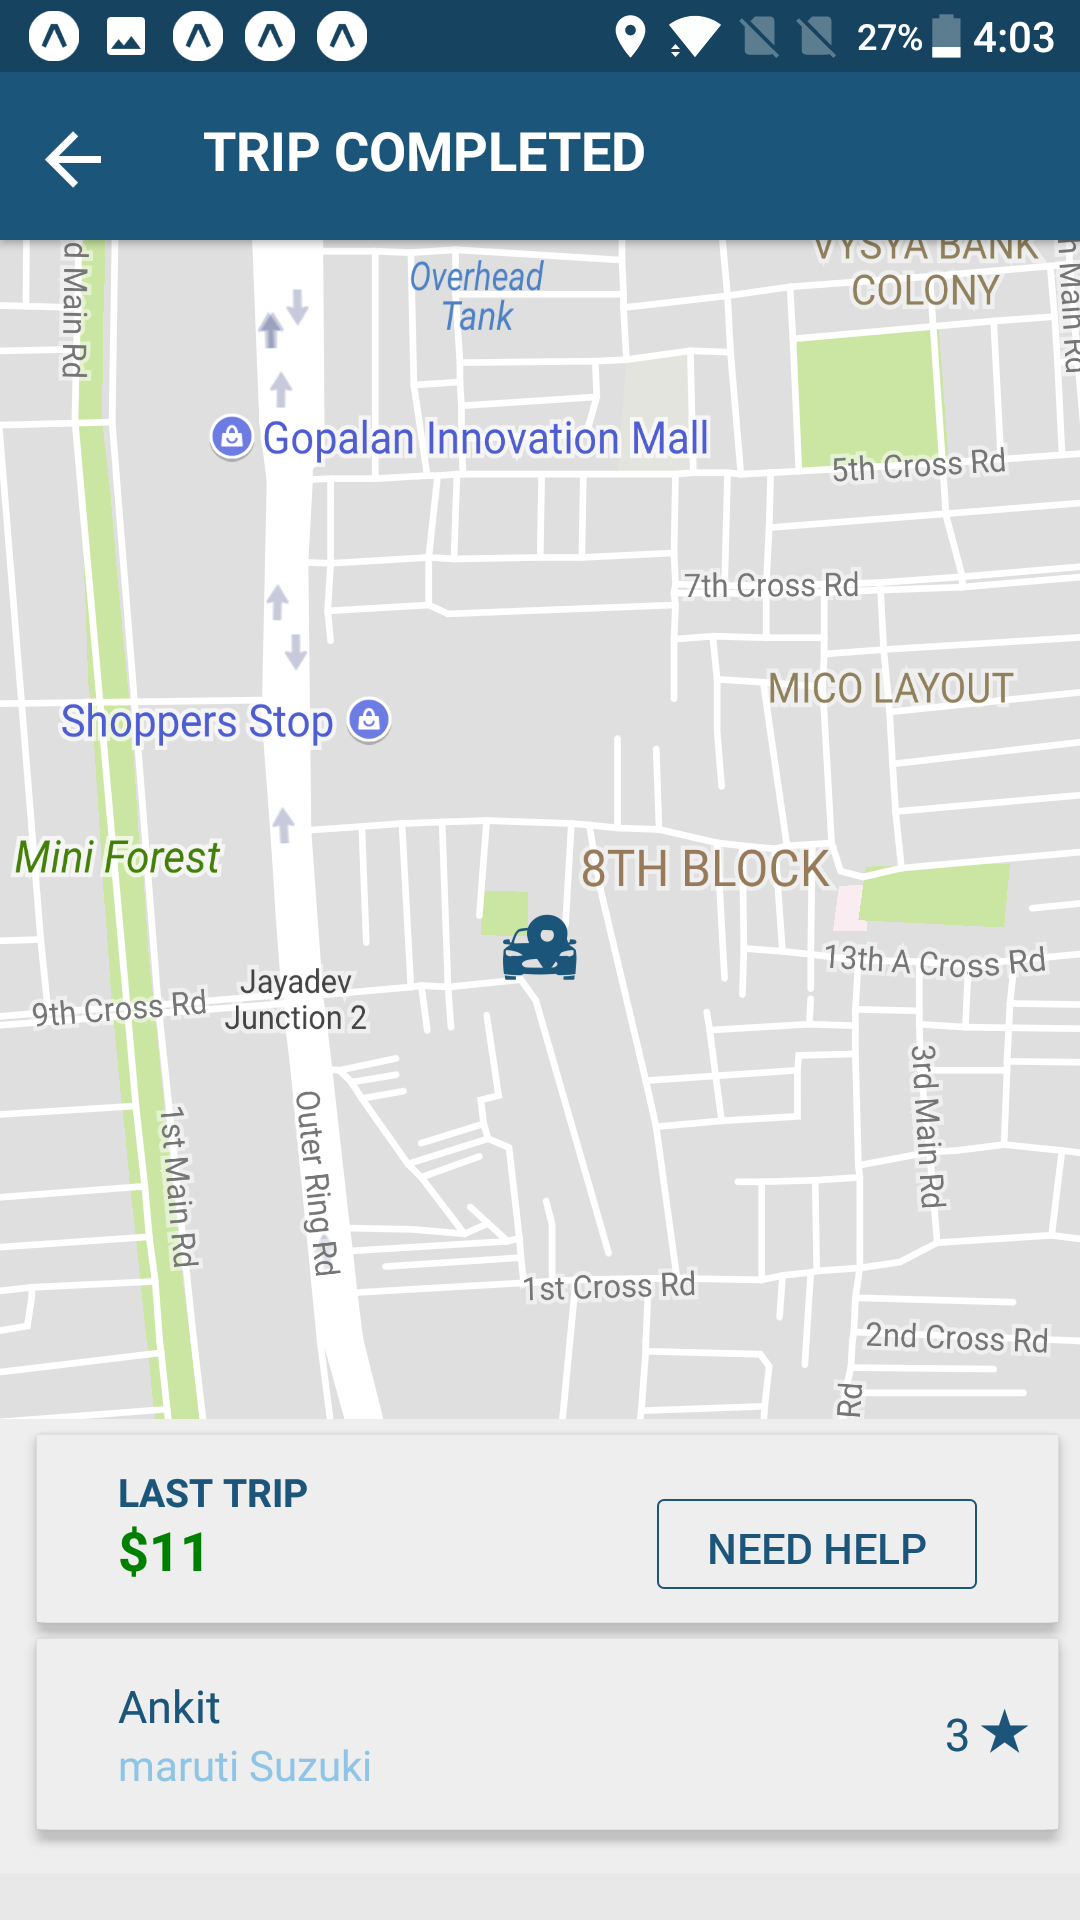 27% 4:03
TRIP COMPLETED
d Main Rd
Overhead
Tank
VYSYA BANK
COLONY
n Main Rd
Gopalan Innovation Mall
5th Cross Rd
7th Cross Rd
MICO LAYOUT
Shoppers Stop
Mini Forest
8TH BLOCK
13th A Cross Rd
Jayadev
Junction 2
9th Cross Rd
3rd Main Rd
1st Main Rd
Outer Ring Rd
1st Cross Rd
2nd Cross Rd
Rd
LAST TRIP
$11
NEED HELP
Ankit
maruti Suzuki
3